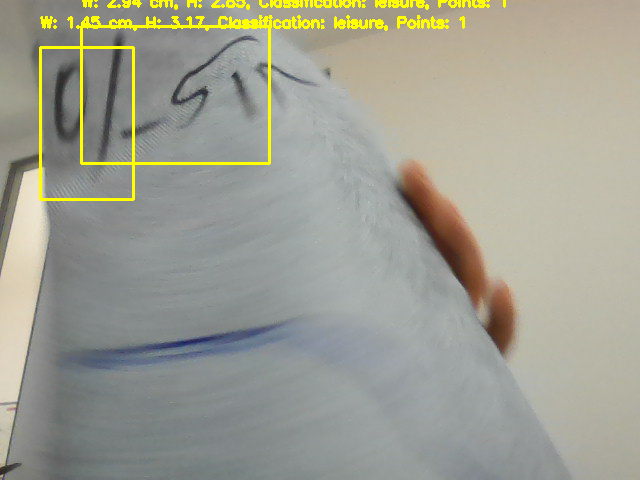 W: 2.94 cm, H: 2.85, Classification: leisure, Points: 1
W: 1.45 cm, H: 3.17, Classification: leisure, Points: 1